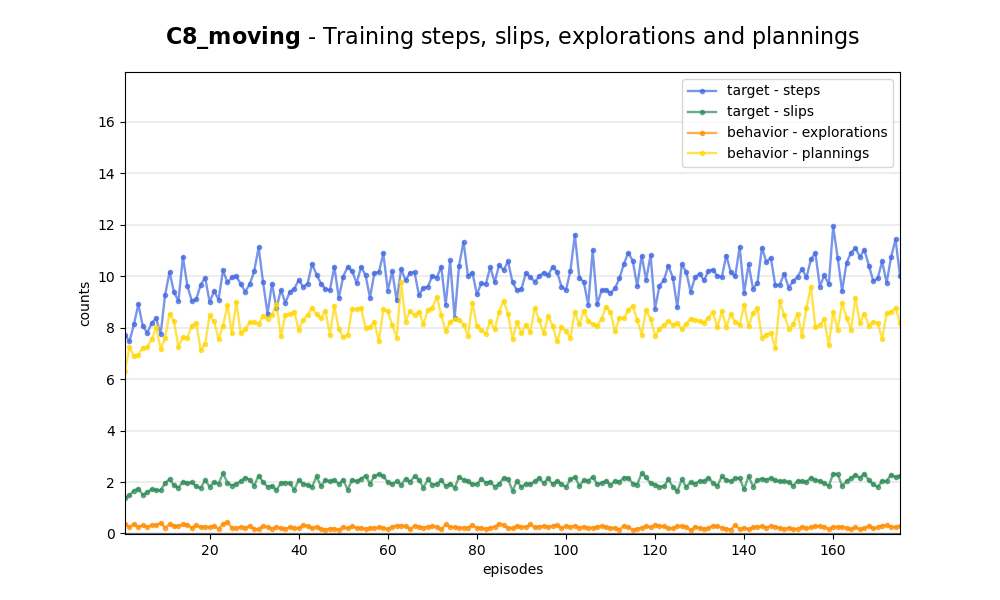 C8_moving - Training steps, slips, explorations and plannings
target - steps
target - slips
behavior - explorations
behavior - plannings
counts
16
14
12
10
8
6
4
2
0
20 40 60 80 100 120 140 160
episodes